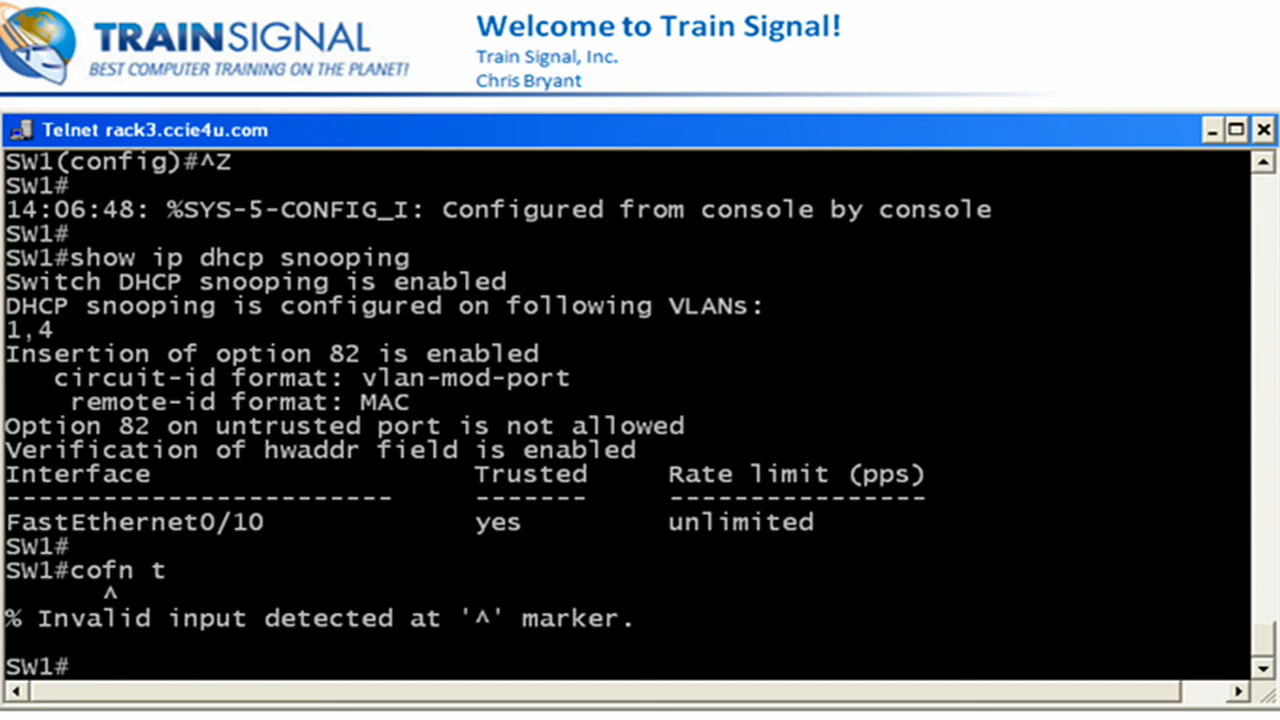 TRAINSIGNAL
BEST COMPUTER TRAINING ON THE PLANET!
Welcome to Train Signal!
Train Signal, Inc.
Chris Bryant
Telnet rack3.ccie4u.com
SW1(config)#^Z
SW1#
14:06:48: %SYS-5-CONFIG_I: Configured from console by console
SW1#
SW1#show ip dhcp snooping
Switch DHCP snooping is enabled
DHCP snooping is configured on following VLANs:
1,4
Insertion of option 82 is enabled
   circuit-id format: vlan-mod-port
    remote-id format: MAC
Option 82 on untrusted port is not allowed
Verification of hwaddr field is enabled
Interface                    Trusted     Rate limit (pps)
------------------------     -------     ----------------
FastEthernet0/10             yes         unlimited
SW1#
SW1#cofn t
      ^
% Invalid input detected at '^' marker.
SW1#